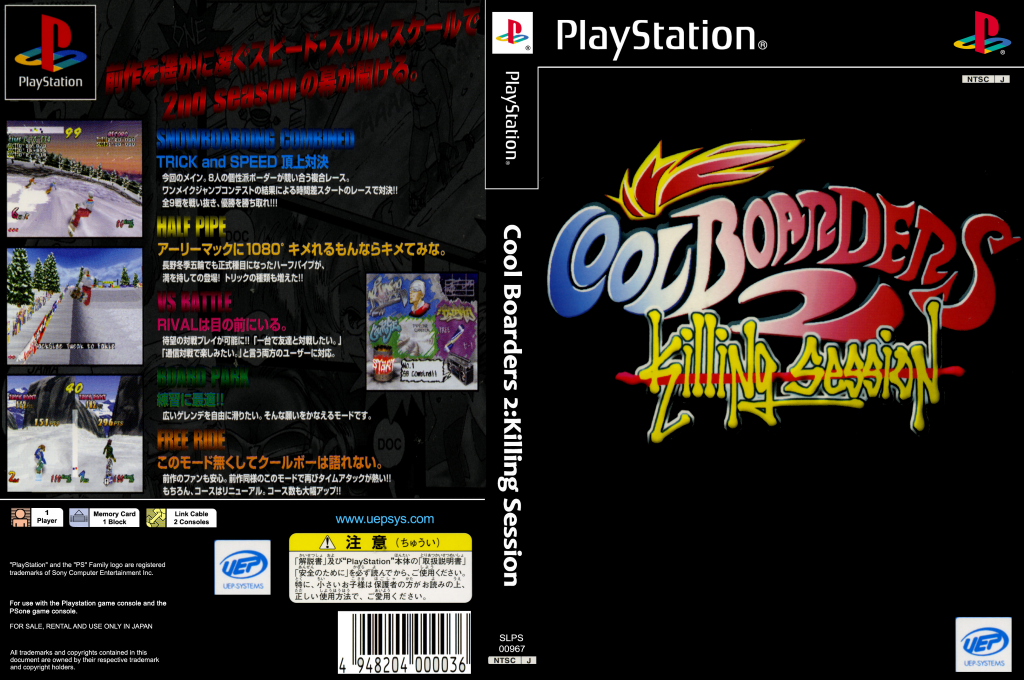 PlayStation
前作を遥かに凌ぐスピード・スリル・スケールで
2nd seasonの幕が開ける。
SNOWBOARDING COMBINED
TRICK and SPEED 頂上対決
今回のメイン。8人の個性派ボーダーが競い合う複合レース。
ワンメイクジャンプコンテストの結果による時間差スタートのレースで対決!!
全9戦を戦い抜き、優勝を勝ち取れ!!!
HALF PIPE
アーリーマックに1080°キメれるもんならキメてみな。
長野冬季五輪でも正式種目になったハーフパイプが、
満を持しての登場! トリックの種類も増えた!!
VS BATTLE
RIVALは目の前にいる。
待望の対戦プレイが可能に!! 「一台で友達と対戦したい。」
「通信対戦で楽しみたい。」と言う両方のユーザーに対応。
BOARD PARK
練習に最適!!
広いゲレンデを自由に滑りたい。そんな願いをかなえるモードです。
FREE RIDE
このモード無くしてクールボーは語れない。
前作のファンも安心。前作同様のこのモードで再びタイムアタックが熱い!!
もちろん、コースはリニューアル。コース数も大幅アップ!!
99
40
DOC
1
Player
Memory Card
1 Block
Link Cable
2 Consoles
www.uepsys.com
"PlayStation" and the "PS" Family logo are registered
trademarks of Sony Computer Entertainment Inc.
For use with the Playstation game console and the
PSone game console.
FOR SALE, RENTAL AND USE ONLY IN JAPAN
All trademarks and copyrights contained in this
document are owned by their respective trademark
and copyright holders.
UEP
UEP-SYSTEMS
注意(ちゅうい)
「解説書」及び"PlayStation"本体の「取扱説明書」
「安全のために」を必ず読んでから、ご使用ください。
特に、小さいお子様は保護者の方がお読みの上、
正しい使用方法で、ご愛用ください。
4 948204 000036
PlayStation®
Cool Boarders 2:Killing Session
SLPS
00967
NTSC J
PlayStation®
NTSC J
COOL BOARDERS
2
Killing Session
UEP
UEP-SYSTEMS